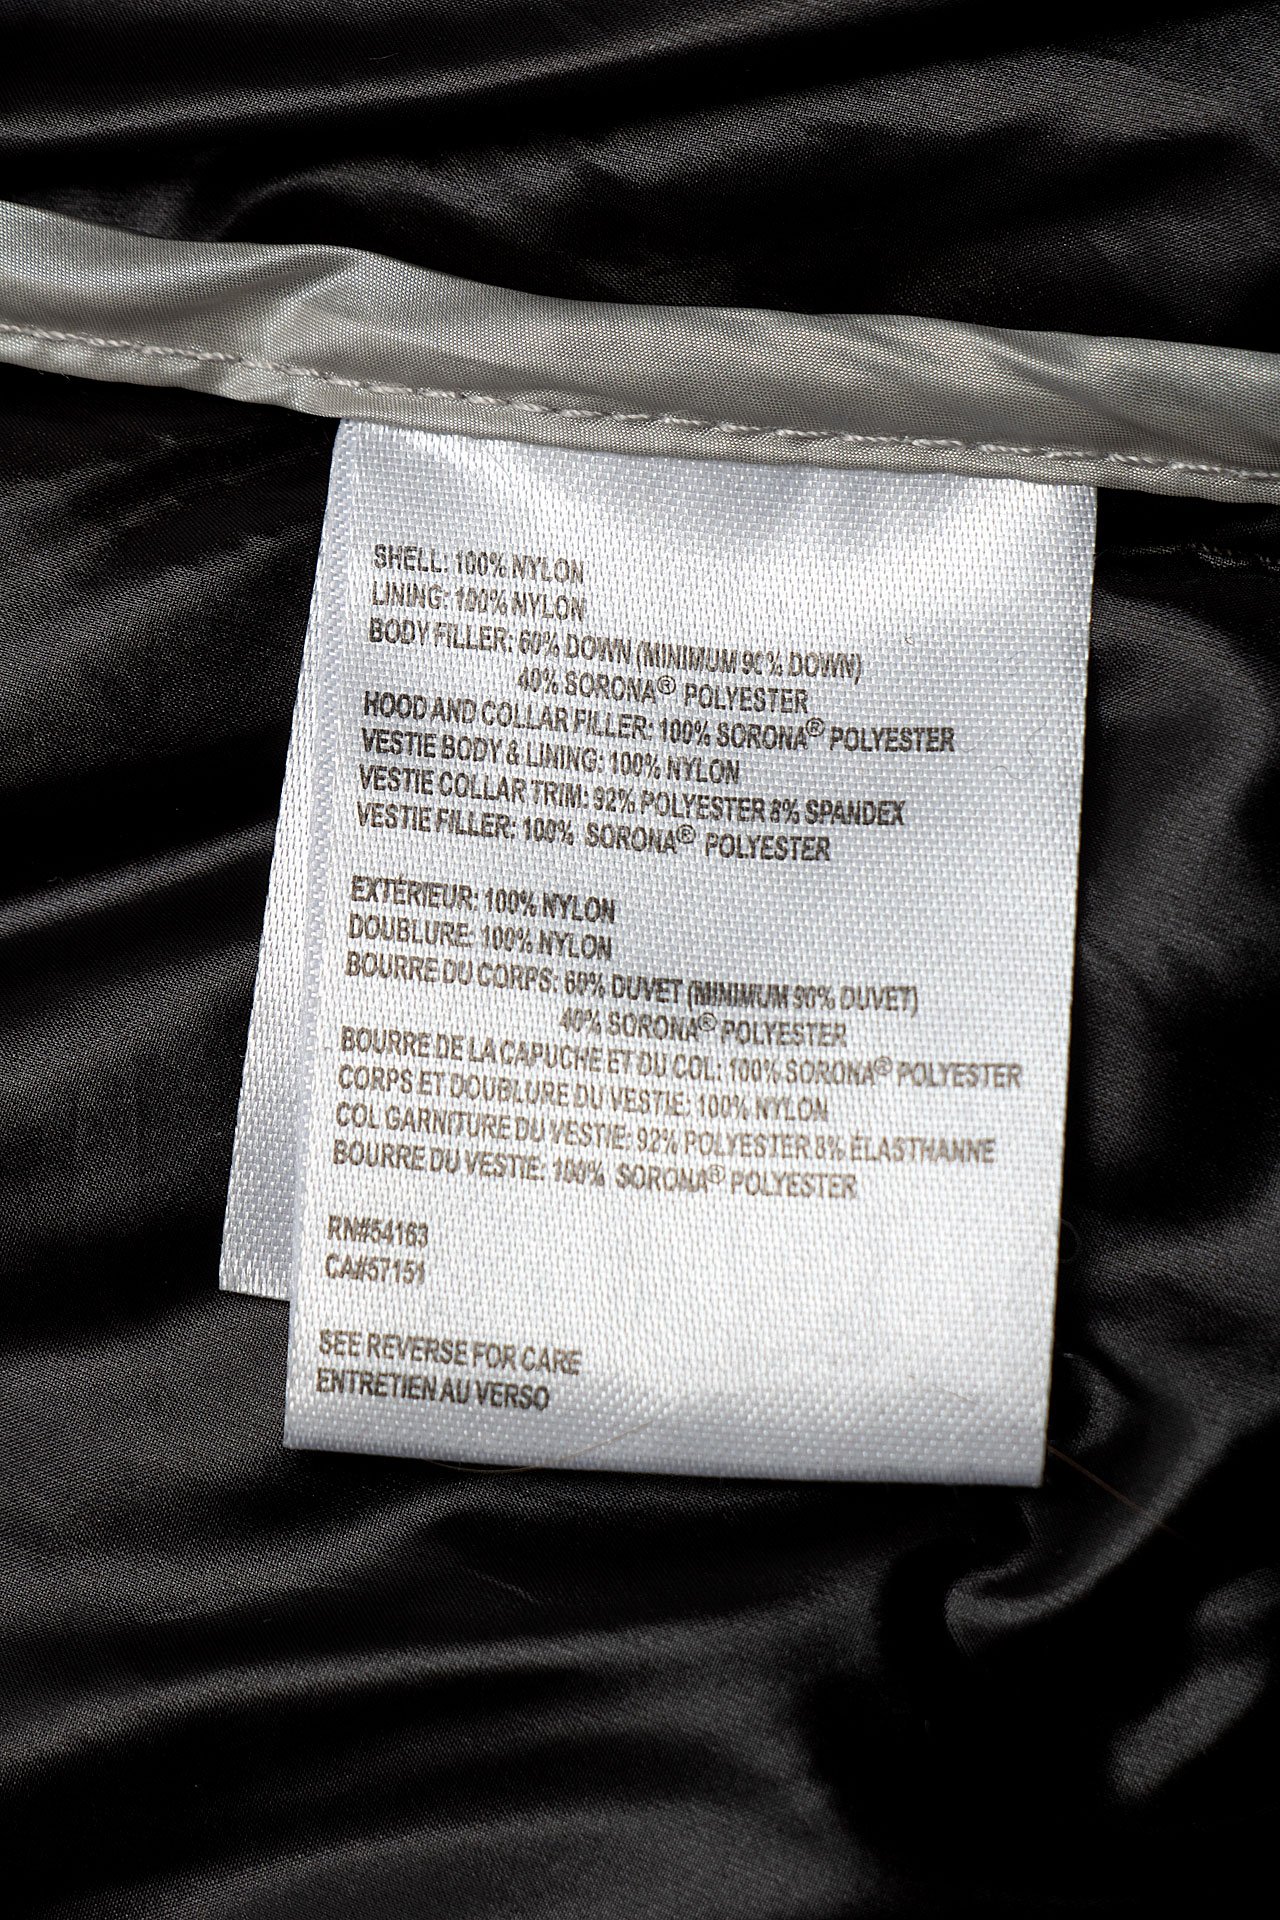 SHELL: 100% NYLON
LINING: 100% NYLON
BODY FILLER: 60% DOWN (MINIMUM 90% DOWN)
40% SORONA® POLYESTER
HOOD AND COLLAR FILLER: 100% SORONA® POLYESTER
VESTIE BODY & LINING: 100% NYLON
VESTIE COLLAR TRIM: 92% POLYESTER 8% SPANDEX
VESTIE FILLER: 100% SORONA® POLYESTER
EXTÉRIEUR: 100% NYLON
DOUBLURE: 100% NYLON
BOURRE DU CORPS: 60% DUVET (MINIMUM 90% DUVET)
40% SORONA® POLYESTER
BOURRE DE LA CAPUCHE ET DU COL: 100% SORONA® POLYESTER
CORPS ET DOUBLURE DU VESTIE: 100% NYLON
COL GARNITURE DU VESTIE: 92% POLYESTER 8% ÉLASTHANNE
BOURRE DU VESTIE: 100% SORONA® POLYESTER
RN#54163
CA#57151
SEE REVERSE FOR CARE
ENTRETIEN AU VERSO